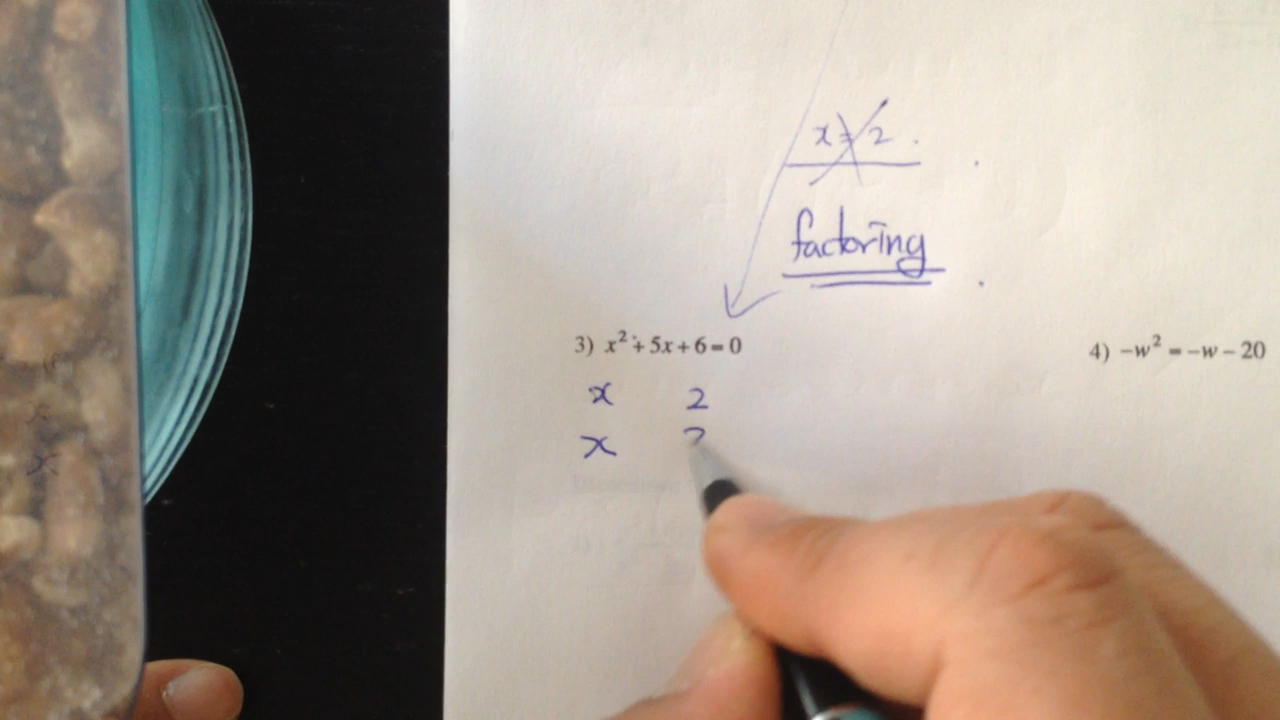 x = 2 .
factoring .
3) x² + 5x + 6 = 0
4) -w² = -w - 20
x 2
x